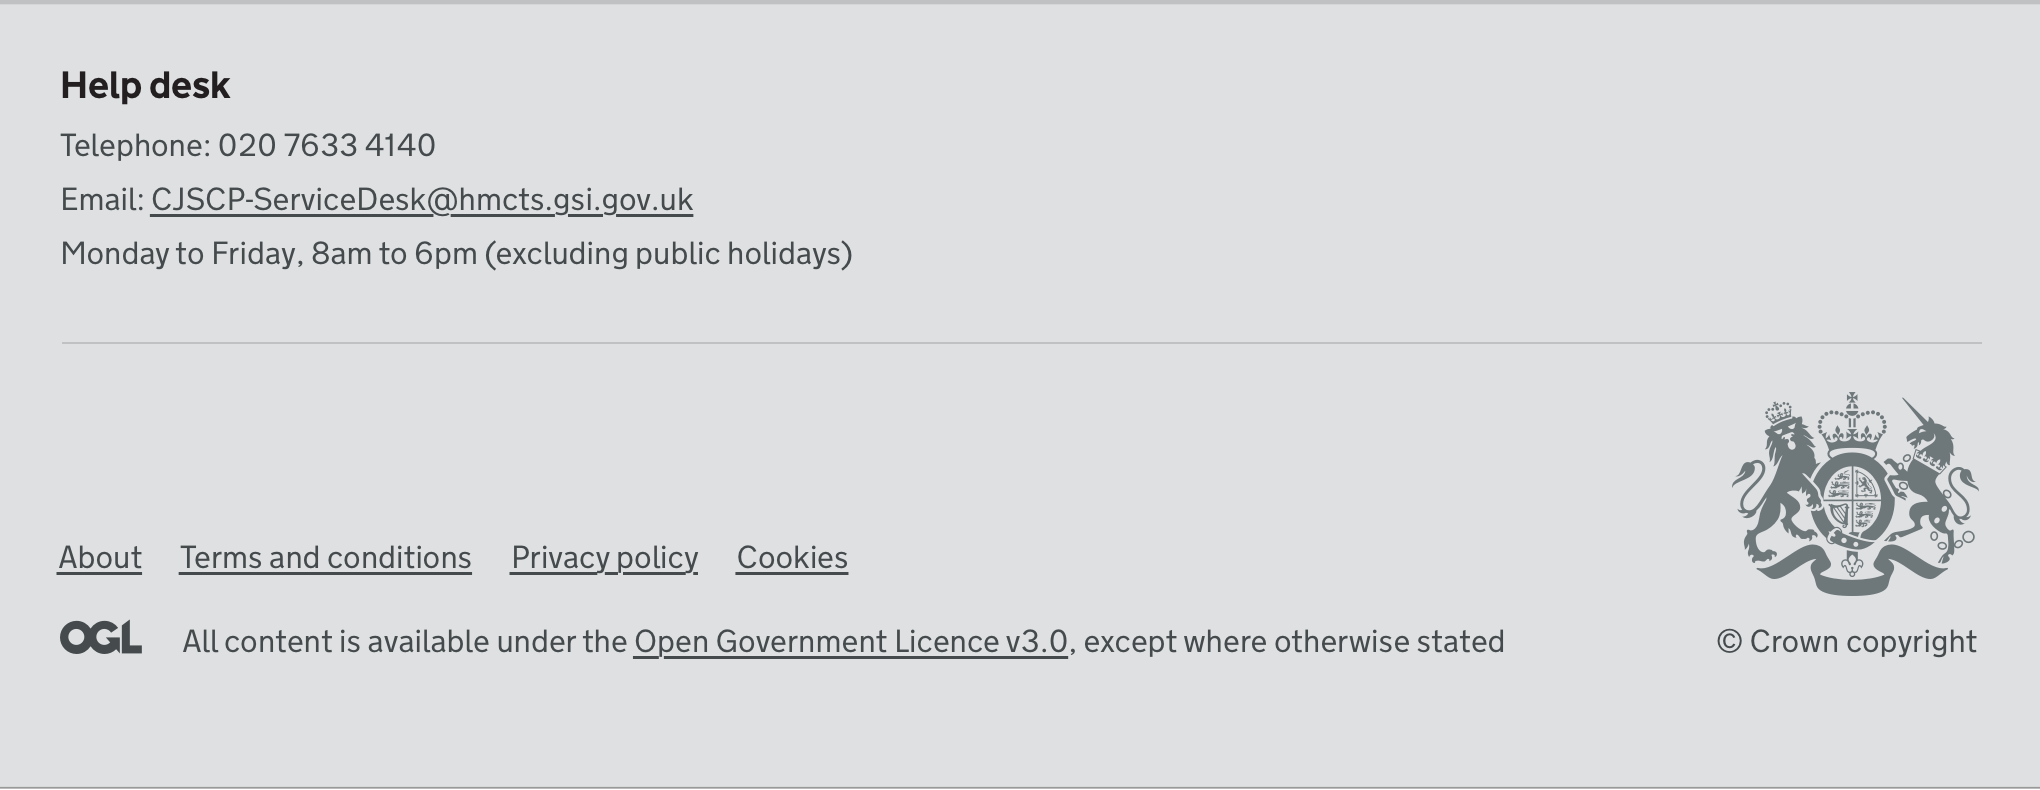 Help desk
Telephone: 020 7633 4140
Email: CJSCP-ServiceDesk@hmcts.gsi.gov.uk
Monday to Friday, 8am to 6pm (excluding public holidays)
About Terms and conditions Privacy policy Cookies
OGL All content is available under the Open Government Licence v3.0, except where otherwise stated
© Crown copyright